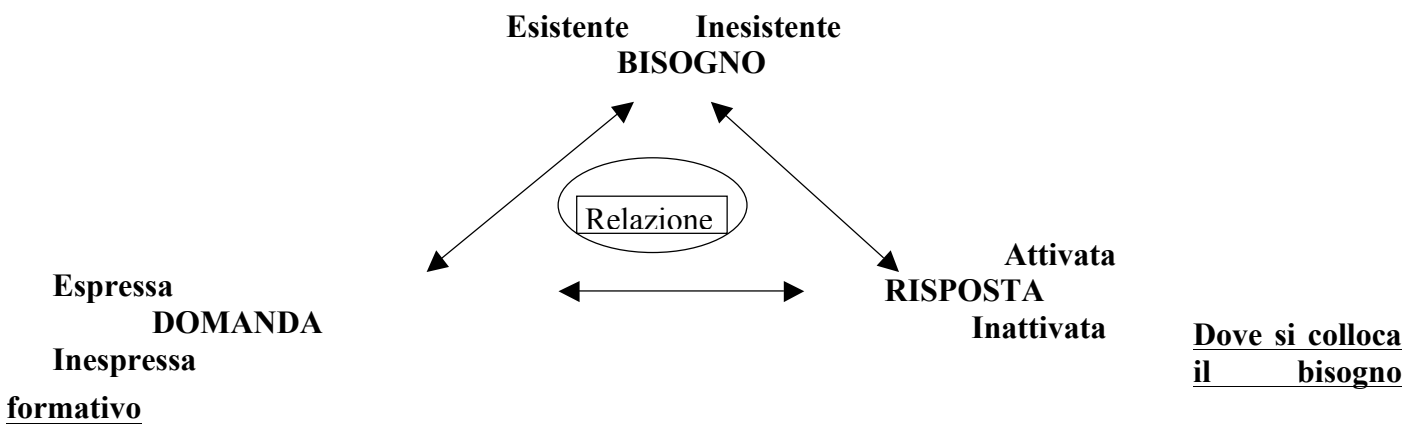 Esistente Inesistente
BISOGNO
Relazione
Attivata
Espressa
RISPOSTA
DOMANDA
Inattivata
Inespressa
Dove si colloca
il bisogno
formativo